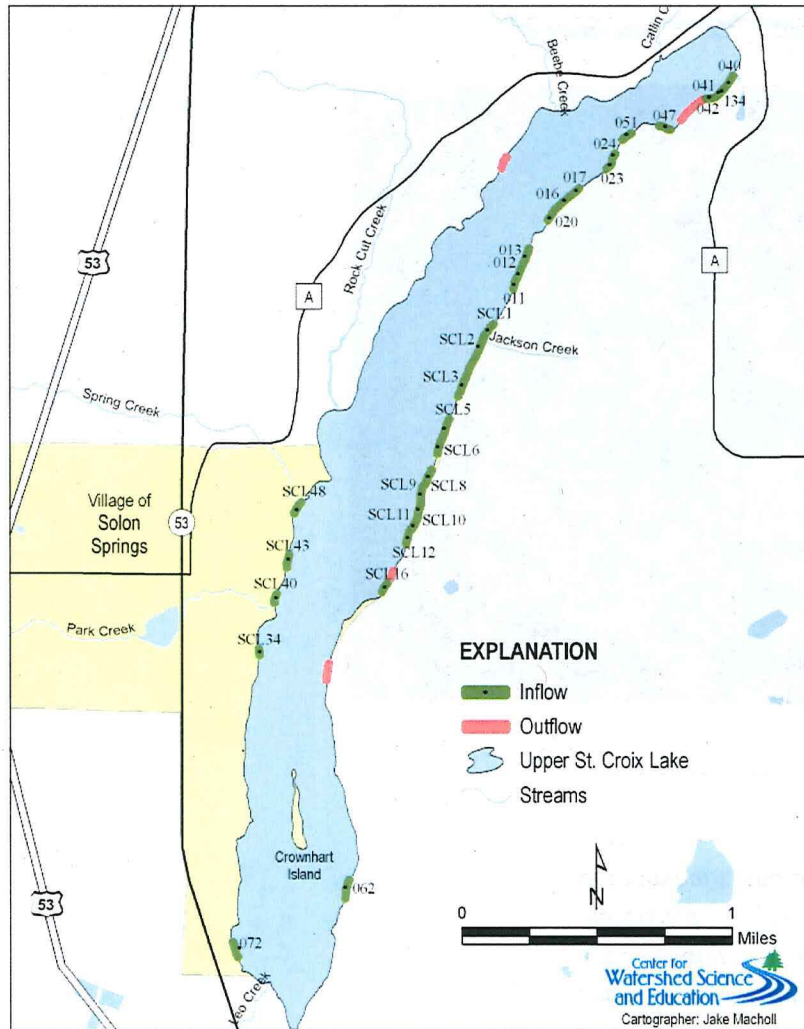 Catlin C
Beebe Creek
040
041
134
042
047
051
024
023
017
016
020
Rock Cut Creek
53
A
A
013
012
011
SCL1
SCL2
Jackson Creek
SCL3
Spring Creek
SCL5
SCL6
SCL9
SCL8
SCL48
Village of
Solon
Springs
53
SCL11
SCL10
SCL43
SCL12
SCL16
SCL40
Park Creek
SCL34
EXPLANATION
Inflow
Outflow
Upper St. Croix Lake
Streams
Crownhart
Island
062
N
53
0
1
Miles
072
Leo Creek
Center for
Watershed Science
and Education
Cartographer: Jake Macholl